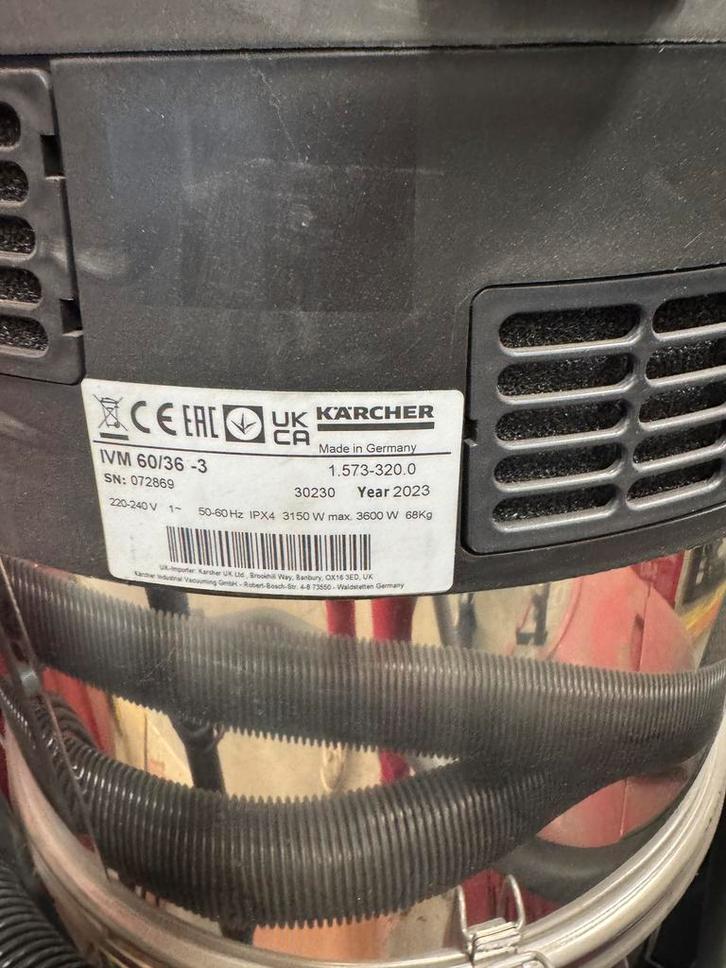 CE EAC UK CA KÄRCHER
Made in Germany
IVM 60/36 -3 1.573-320.0
SN: 072869 30230 Year 2023
220-240 V 1~ 50-60 Hz IPX4 3150 W max. 3600 W 68Kg
UK-Importer: Karcher UK Ltd., Brookhill Way, Banbury, OX16 3ED, UK
Kärcher Industrial Vacuuming GmbH - Robert-Bosch-Str. 4-8 73550 - Waldstetten Germany